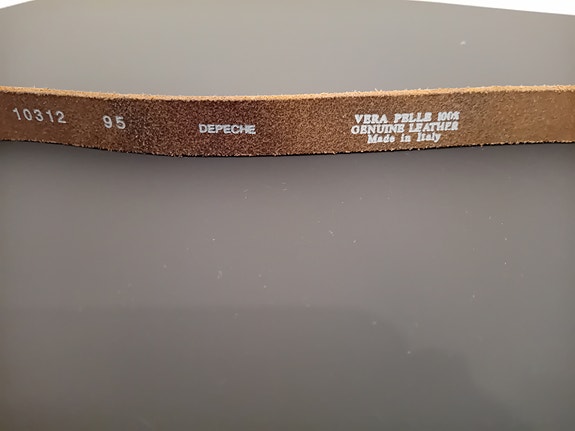 10312 95 DEPECHE
VERA PELLE 100%
GENUINE LEATHER
Made in Italy